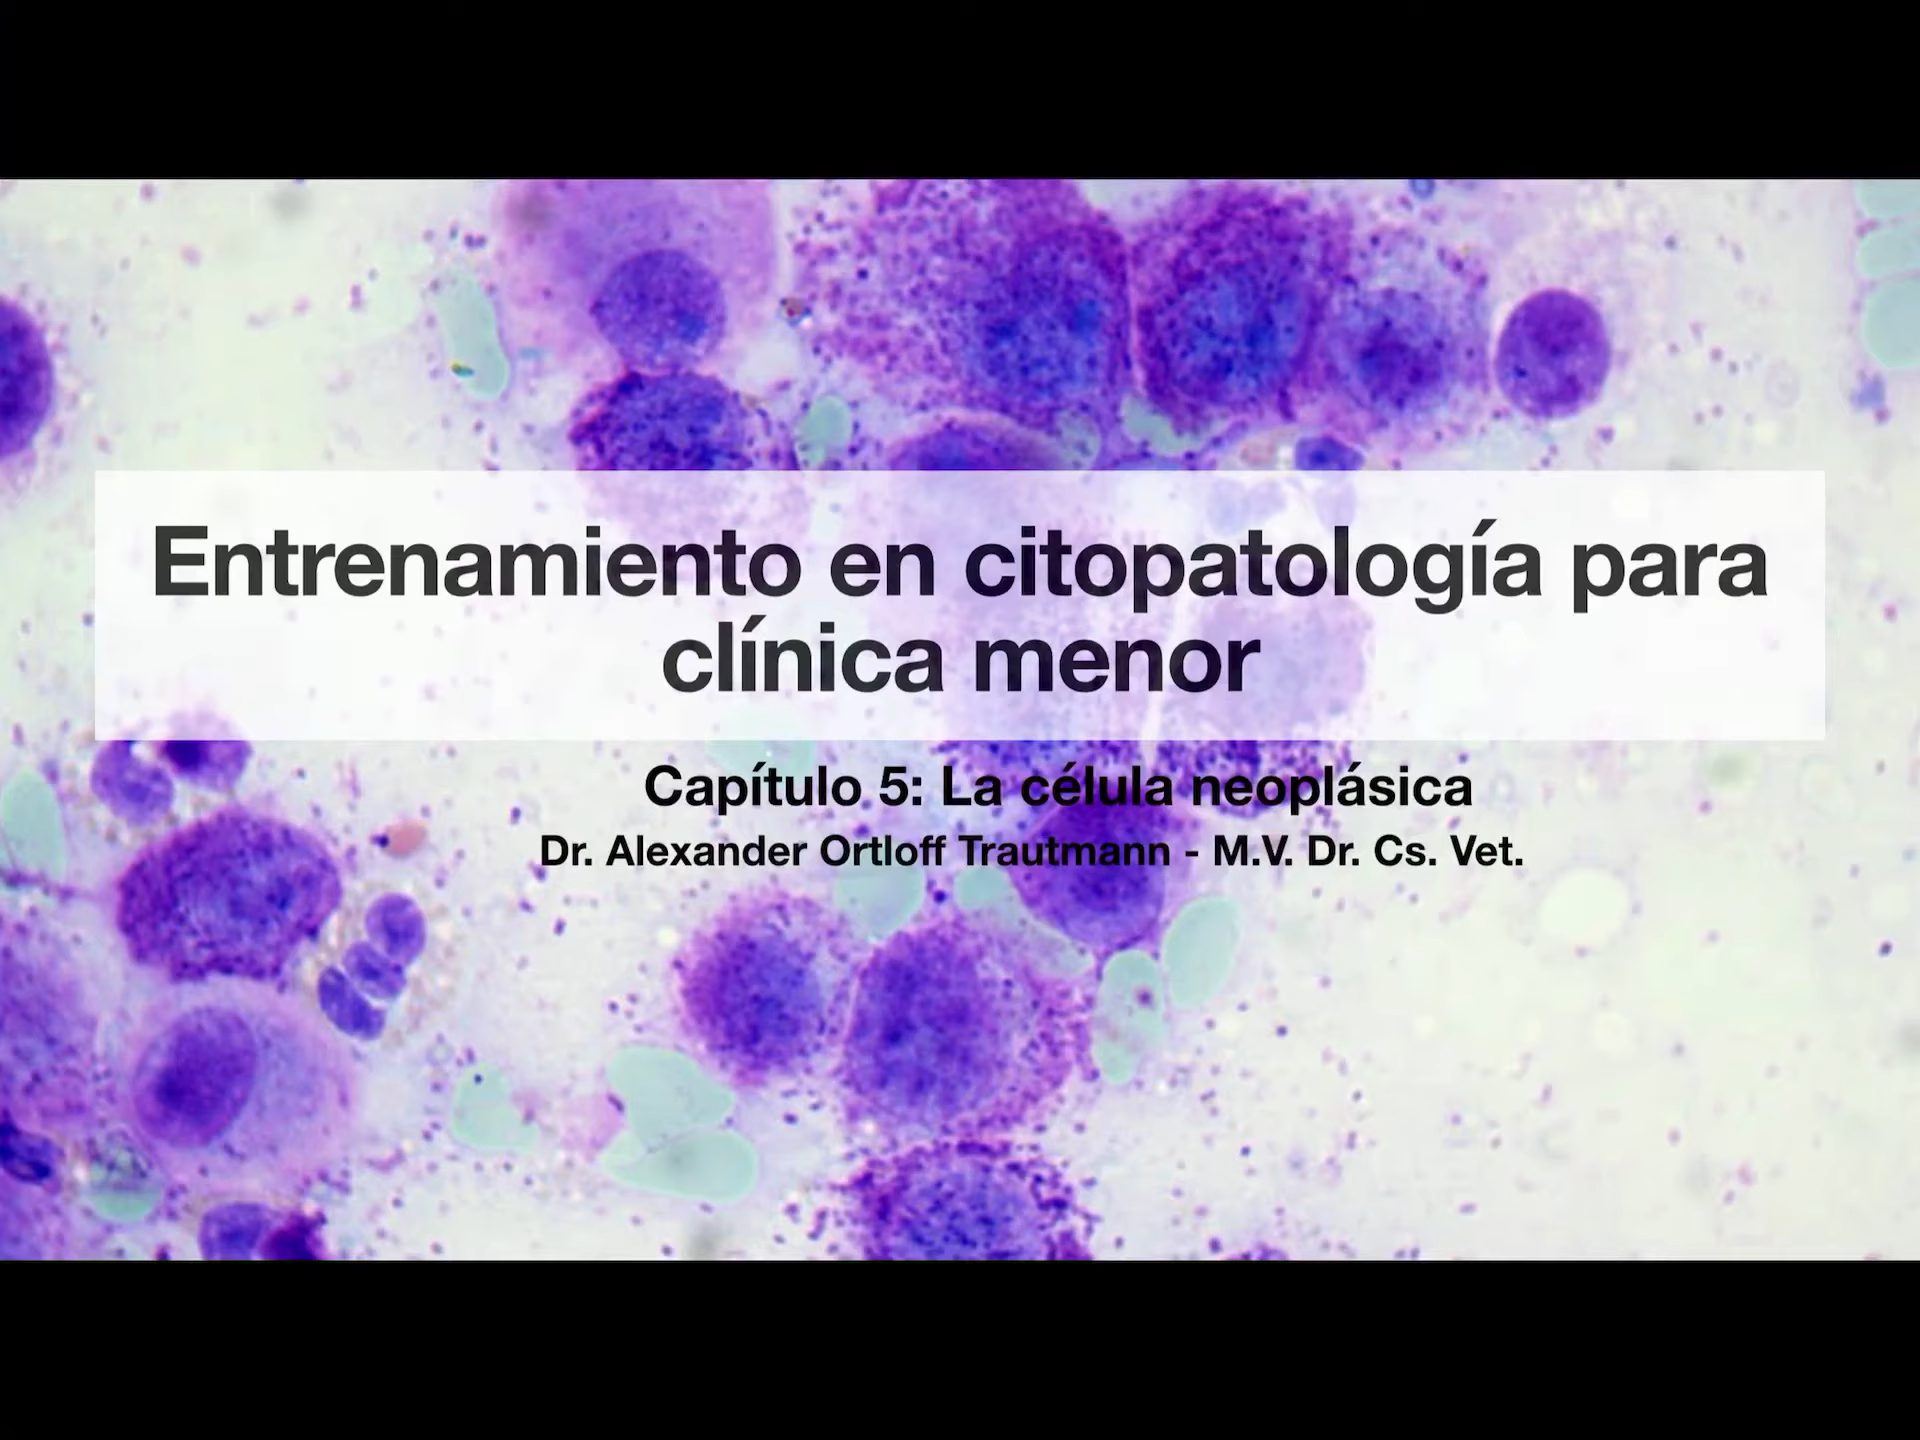 Entrenamiento en citopatología para
clínica menor
Capítulo 5: La célula neoplásica
Dr. Alexander Ortloff Trautmann - M.V. Dr. Cs. Vet.